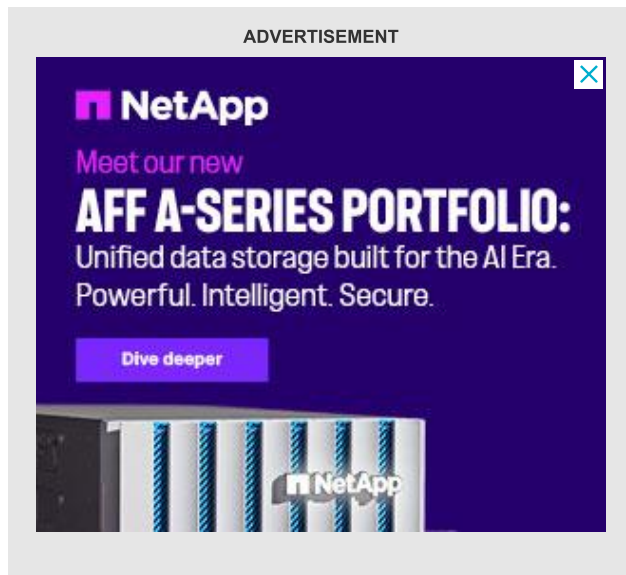 ADVERTISEMENT
NetApp
Meet our new
AFF A-SERIES PORTFOLIO:
Unified data storage built for the AI Era.
Powerful. Intelligent. Secure.
Dive deeper
NetApp